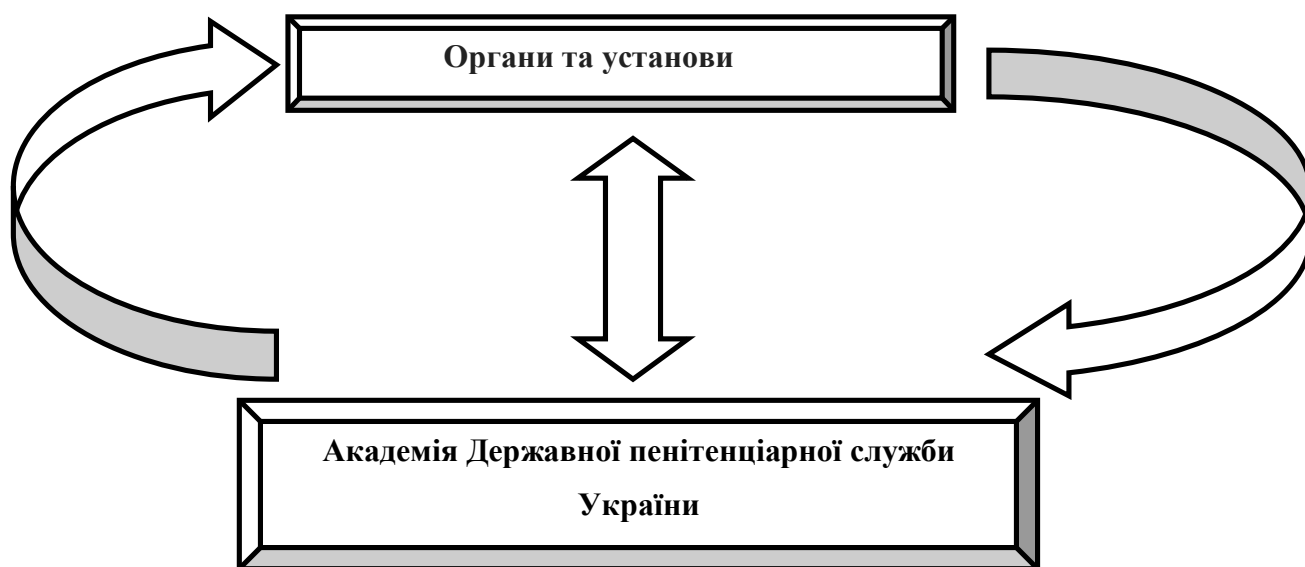 Органи та установи
Академія Державної пенітенціарної служби
України